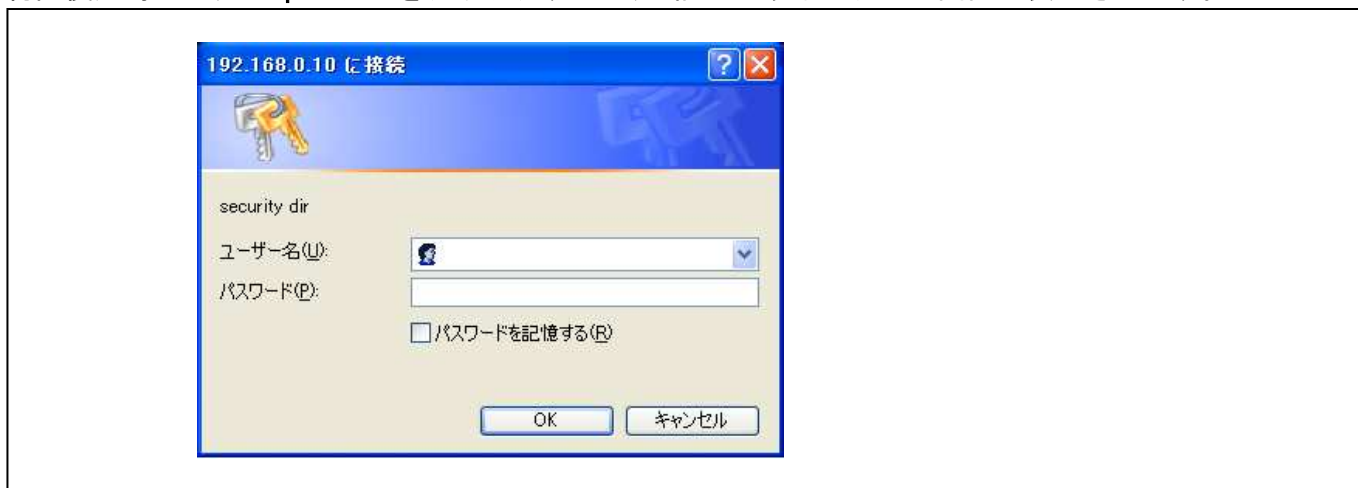 192.168.0.10 に接続
security dir
ユーザー名(U):
パスワード(P):
パスワードを記憶する(R)
OK
キャンセル